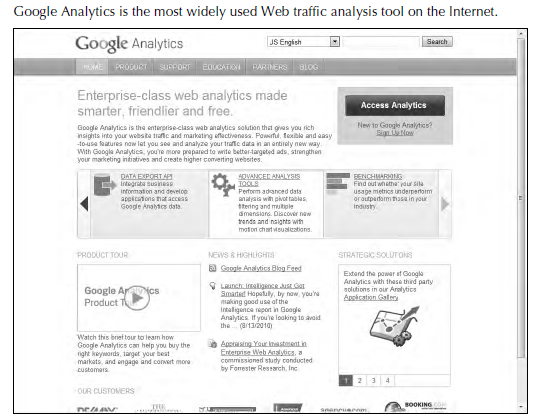 Google Analytics is the most widely used Web traffic analysis tool on the Internet.
Google Analytics
US English
Search
HOME PRODUCT SUPPORT EDUCATION PARTNERS BLOG
Enterprise-class web analytics made
smarter, friendlier and free.
Google Analytics is the enterprise-class web analytics solution that gives you rich
insights into your website traffic and marketing effectiveness. Powerful, flexible and easy
-to-use features now let you see and analyze your traffic data in an entirely new way.
With Google Analytics, you're more prepared to write better-targeted ads, strengthen
your marketing initiatives and create higher converting websites.
Access Analytics
New to Google Analytics?
Sign Up Now
DATA EXPORT API
Integrate business
information and develop
applications that access
Google Analytics data.
ADVANCED ANALYSIS
TOOLS
Perform advanced data
analysis with pivot tables,
filtering and multiple
dimensions. Discover new
trends and insights with
motion chart visualizations.
BENCHMARKING
Find out whether your site
usage metrics underperform
or outperform those in your
industry.
PRODUCT TOUR
Google Analytics
Product T
Watch this brief tour to learn how
Google Analytics can help you buy the
right keywords, target your best
markets, and engage and convert more
customers.
NEWS & HIGHLIGHTS
Google Analytics Blog Feed
Launch: Intelligence Just Got
Smarter! Hopefully, by now, you're
making good use of the
Intelligence report in Google
Analytics. If you're looking to avoid
the ... (8/13/2010)
Appraising Your Investment in
Enterprise Web Analytics, a
commissioned study conducted
by Forrester Research, Inc.
STRATEGIC SOLUTIONS
Extend the power of Google
Analytics with these third party
solutions in our Analytics
Application Gallery.
1 2 3 4
OUR CUSTOMERS
RE/MAX THE
agency.com
BOOKING.COM